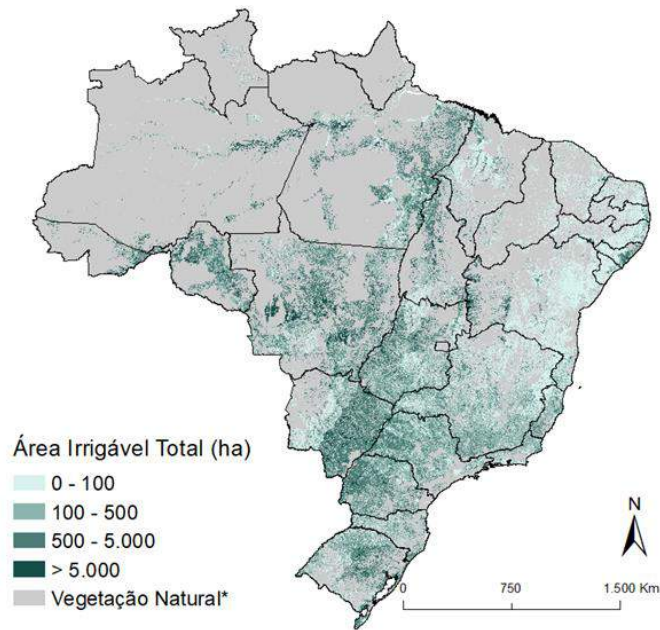 Área Irrigável Total (ha)
0 - 100
100 - 500
500 - 5.000
> 5.000
Vegetação Natural*
N
0 750 1.500 Km